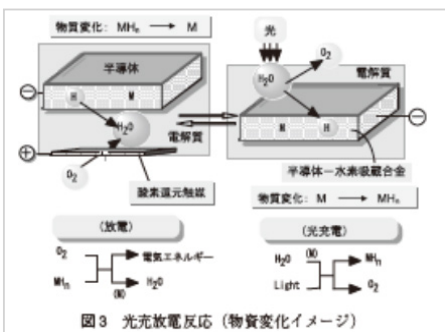 物質変化: MHn → M
半導体
H M
H₂O
電解質
O₂
酸素還元触媒
光
O₂
電解質
H₂O
M H
半導体－水素吸蔵合金
物質変化: M → MHn
(放電)
O₂ 電気エネルギー
MHn (M) H₂O
(光充電)
H₂O (M) MHn
Light O₂
図3 光充放電反応（物資変化イメージ）